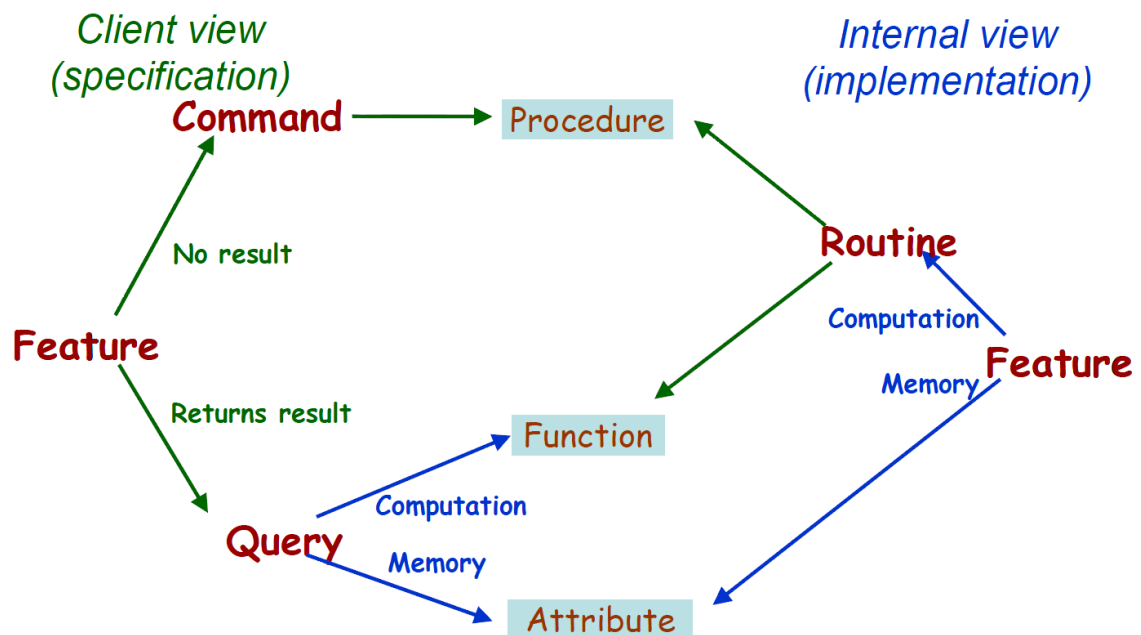 Client view
(specification)
Internal view
(implementation)
Command
Procedure
No result
Routine
Computation
Feature
Feature
Memory
Returns result
Function
Computation
Query
Memory
Attribute